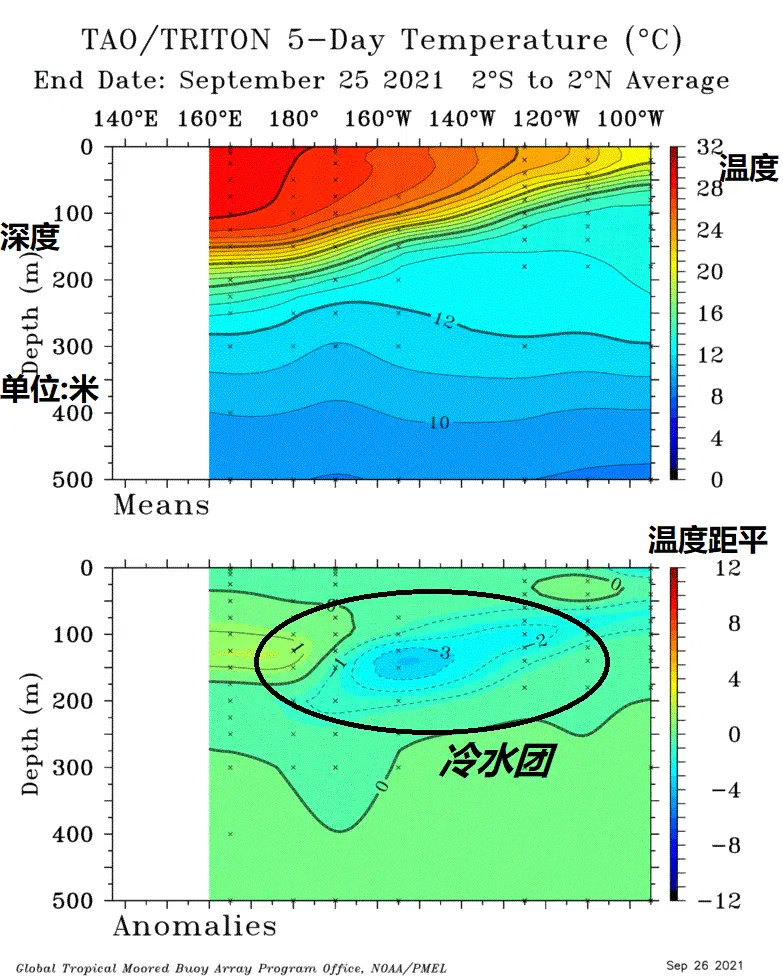 TAO/TRITON 5-Day Temperature (°C)
End Date: September 25 2021 2°S to 2°N Average
140°E 160°E 180° 160°W 140°W 120°W 100°W
0
100
200
300
400
500
深度
Depth (m)
单位:米
12
10
32
28
24
20
16
12
8
4
0
温度
Means
温度距平
0
100
200
300
400
500
Depth (m)
0
1
-1
-3
-2
0
0
冷水团
12
8
4
0
-4
-8
-12
Anomalies
Global Tropical Moored Buoy Array Program Office, NOAA/PMEL
Sep 26 2021